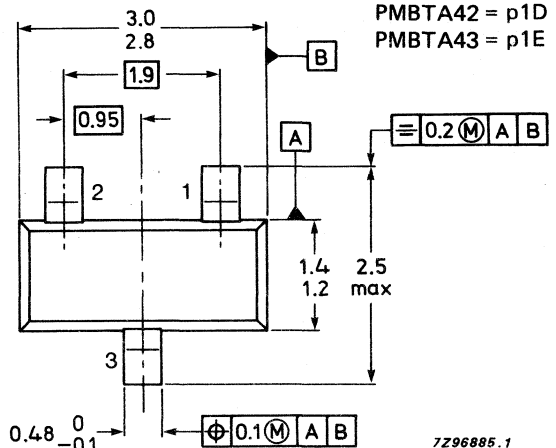 PMBTA42 = p1D
PMBTA43 = p1E
3.0
2.8
B
1.9
0.95
A
⌯ 0.2 Ⓜ A B
2
1
1.4
1.2
2.5
max
3
0.48 0
−0.1
⌖ 0.1 Ⓜ A B
7Z96885.1